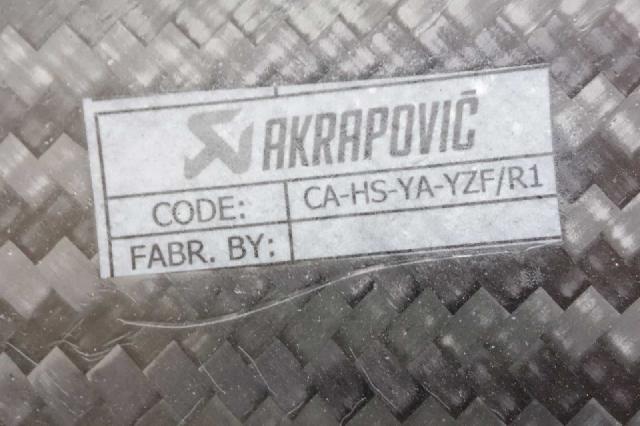 AKRAPOVIČ
CODE: CA-HS-YA-YZF/R1
FABR. BY: